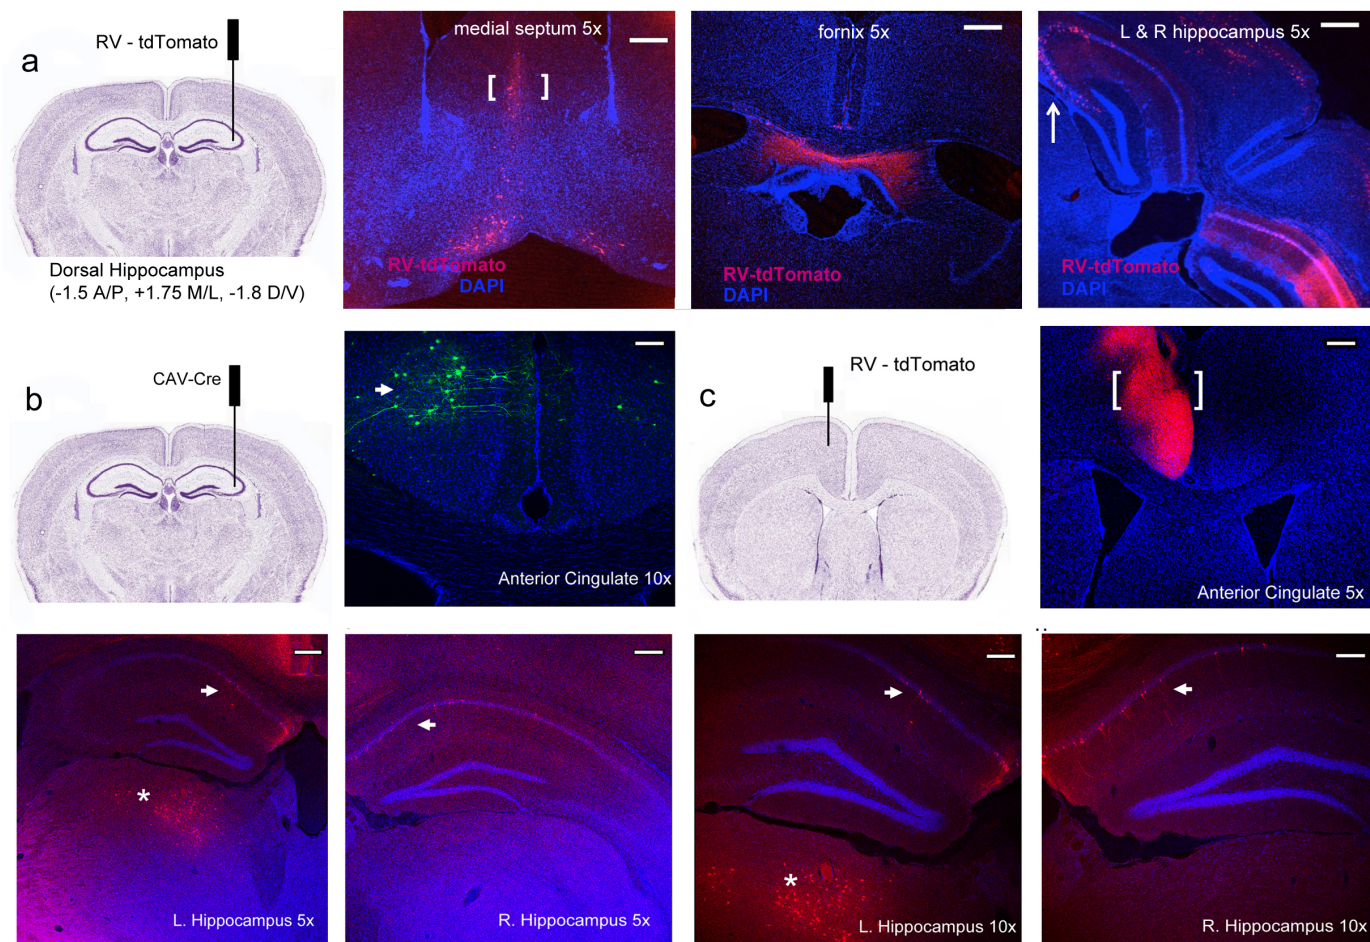 a
RV - tdTomato
Dorsal Hippocampus
(-1.5 A/P, +1.75 M/L, -1.8 D/V)
medial septum 5x
[ ]
RV-tdTomato
DAPI
fornix 5x
RV-tdTomato
DAPI
L & R hippocampus 5x
RV-tdTomato
DAPI
b
CAV-Cre
Anterior Cingulate 10x
c
RV - tdTomato
[ ]
Anterior Cingulate 5x
*
L. Hippocampus 5x
R. Hippocampus 5x
*
L. Hippocampus 10x
R. Hippocampus 10x